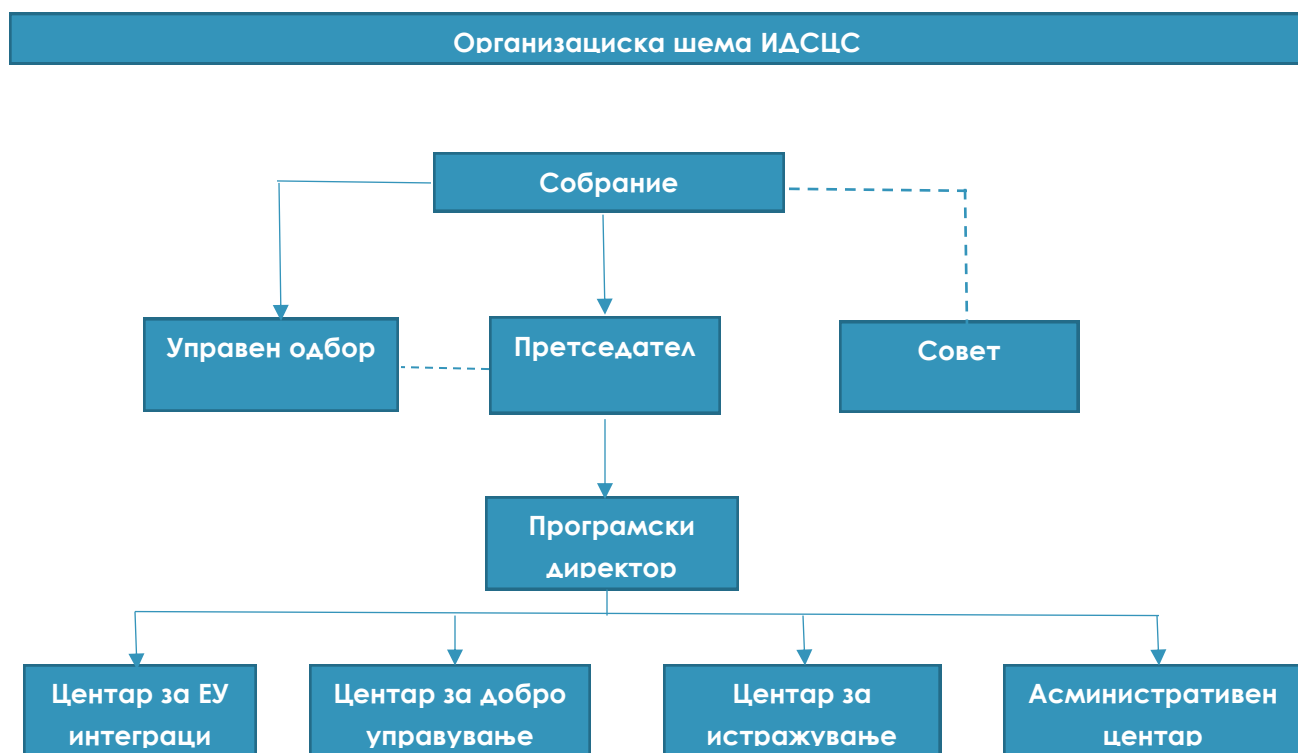 Организациска шема ИДСЦС
Собрание
Управен одбор
Претседател
Совет
Програмски
директор
Центар за ЕУ
интеграци
Центар за добро
управување
Центар за
истражување
Асминистративен
центар